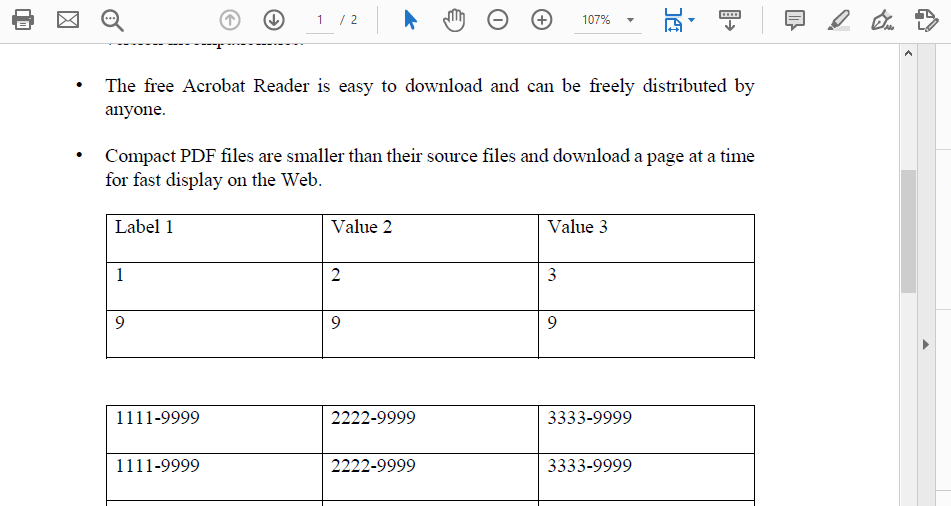 1 / 2
107%
The free Acrobat Reader is easy to download and can be freely distributed by
anyone.
Compact PDF files are smaller than their source files and download a page at a time
for fast display on the Web.
Label 1 Value 2 Value 3
1 2 3
9 9 9
1111-9999 2222-9999 3333-9999
1111-9999 2222-9999 3333-9999